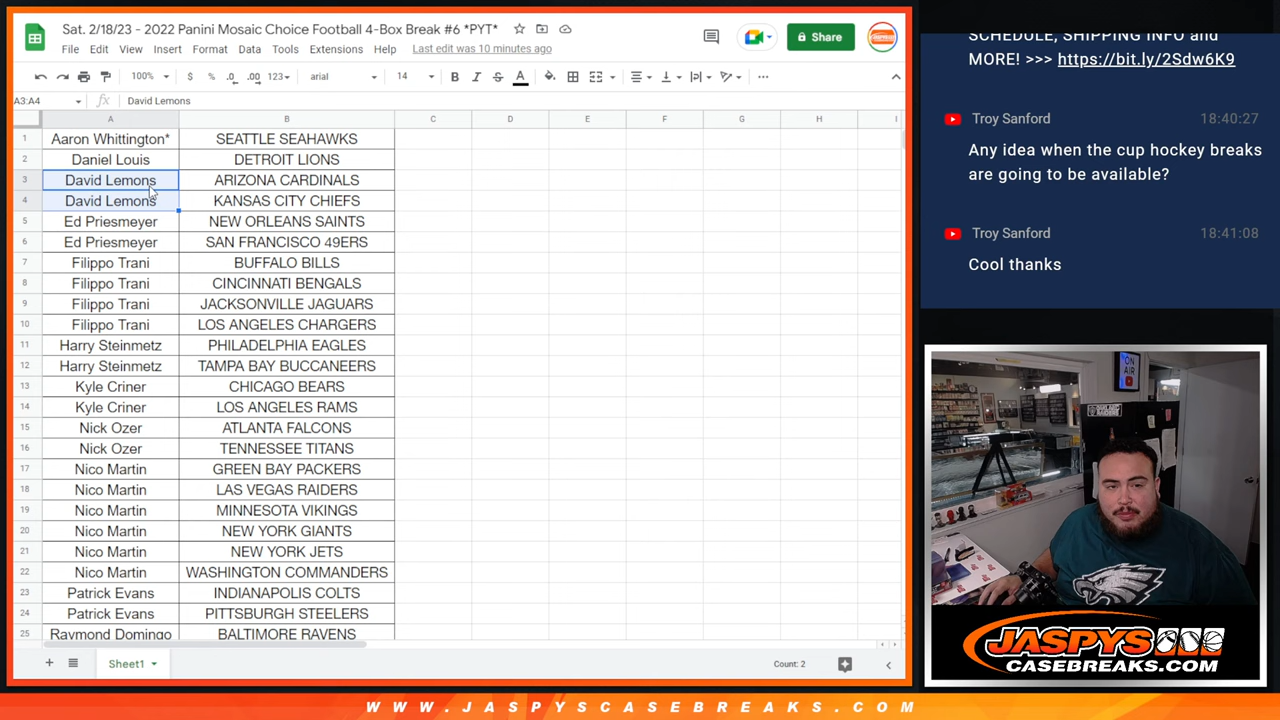 Sat. 2/18/23 - 2022 Panini Mosaic Choice Football 4-Box Break #6 *PYT*
Share
File Edit View Insert Format Data Tools Extensions Help Last edit was 10 minutes ago
100% $ % .0 .00 123 arial 14 B I S A
A3:A4 fx David Lemons
A B C D E F G H I
1 Aaron Whittington* SEATTLE SEAHAWKS
2 Daniel Louis DETROIT LIONS
3 David Lemons ARIZONA CARDINALS
4 David Lemons KANSAS CITY CHIEFS
5 Ed Priesmeyer NEW ORLEANS SAINTS
6 Ed Priesmeyer SAN FRANCISCO 49ERS
7 Filippo Trani BUFFALO BILLS
8 Filippo Trani CINCINNATI BENGALS
9 Filippo Trani JACKSONVILLE JAGUARS
10 Filippo Trani LOS ANGELES CHARGERS
11 Harry Steinmetz PHILADELPHIA EAGLES
12 Harry Steinmetz TAMPA BAY BUCCANEERS
13 Kyle Criner CHICAGO BEARS
14 Kyle Criner LOS ANGELES RAMS
15 Nick Ozer ATLANTA FALCONS
16 Nick Ozer TENNESSEE TITANS
17 Nico Martin GREEN BAY PACKERS
18 Nico Martin LAS VEGAS RAIDERS
19 Nico Martin MINNESOTA VIKINGS
20 Nico Martin NEW YORK GIANTS
21 Nico Martin NEW YORK JETS
22 Nico Martin WASHINGTON COMMANDERS
23 Patrick Evans INDIANAPOLIS COLTS
24 Patrick Evans PITTSBURGH STEELERS
25 Raymond Domingo BALTIMORE RAVENS
Sheet1
Count: 2
SCHEDULE, SHIPPING INFO and
MORE! >>> https://bit.ly/2Sdw6K9
Troy Sanford 18:40:27
Any idea when the cup hockey breaks
are going to be available?
Troy Sanford 18:41:08
Cool thanks
ON
AIR
JASPYS
CASEBREAKS.COM
WWW.JASPYSCASEBREAKS.COM